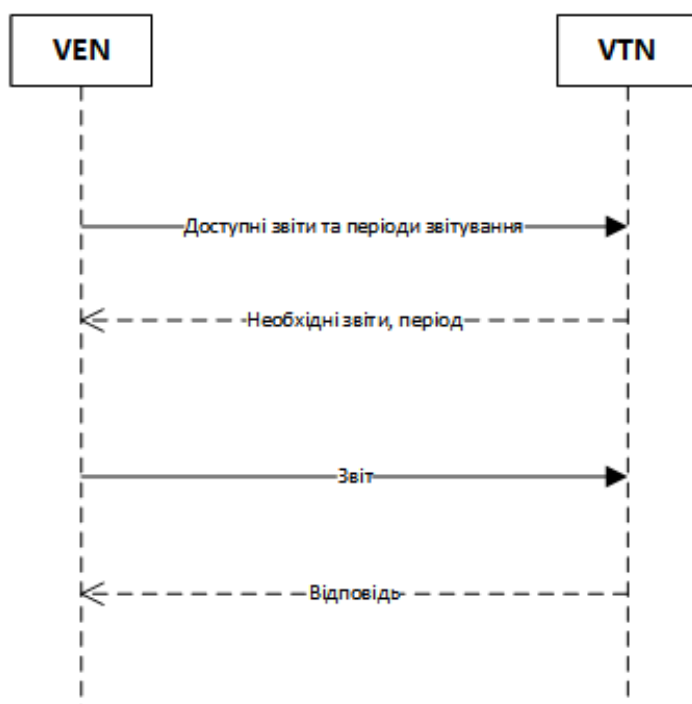 VEN
VTN
Доступні звіти та періоди звітування
Необхідні звіти, період
Звіт
Відповідь